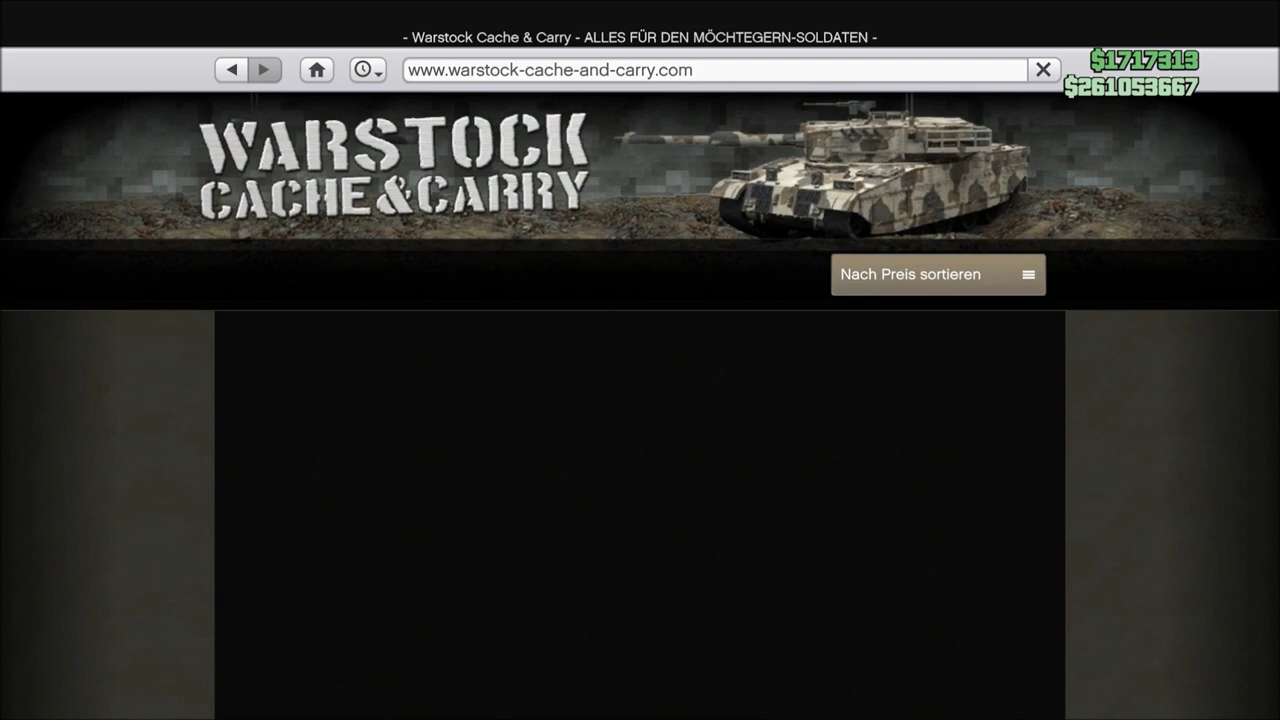 - Warstock Cache & Carry - ALLES FÜR DEN MÖCHTEGERN-SOLDATEN -
www.warstock-cache-and-carry.com
$1717313
$261053667
WARSTOCK
CACHE&CARRY
Nach Preis sortieren